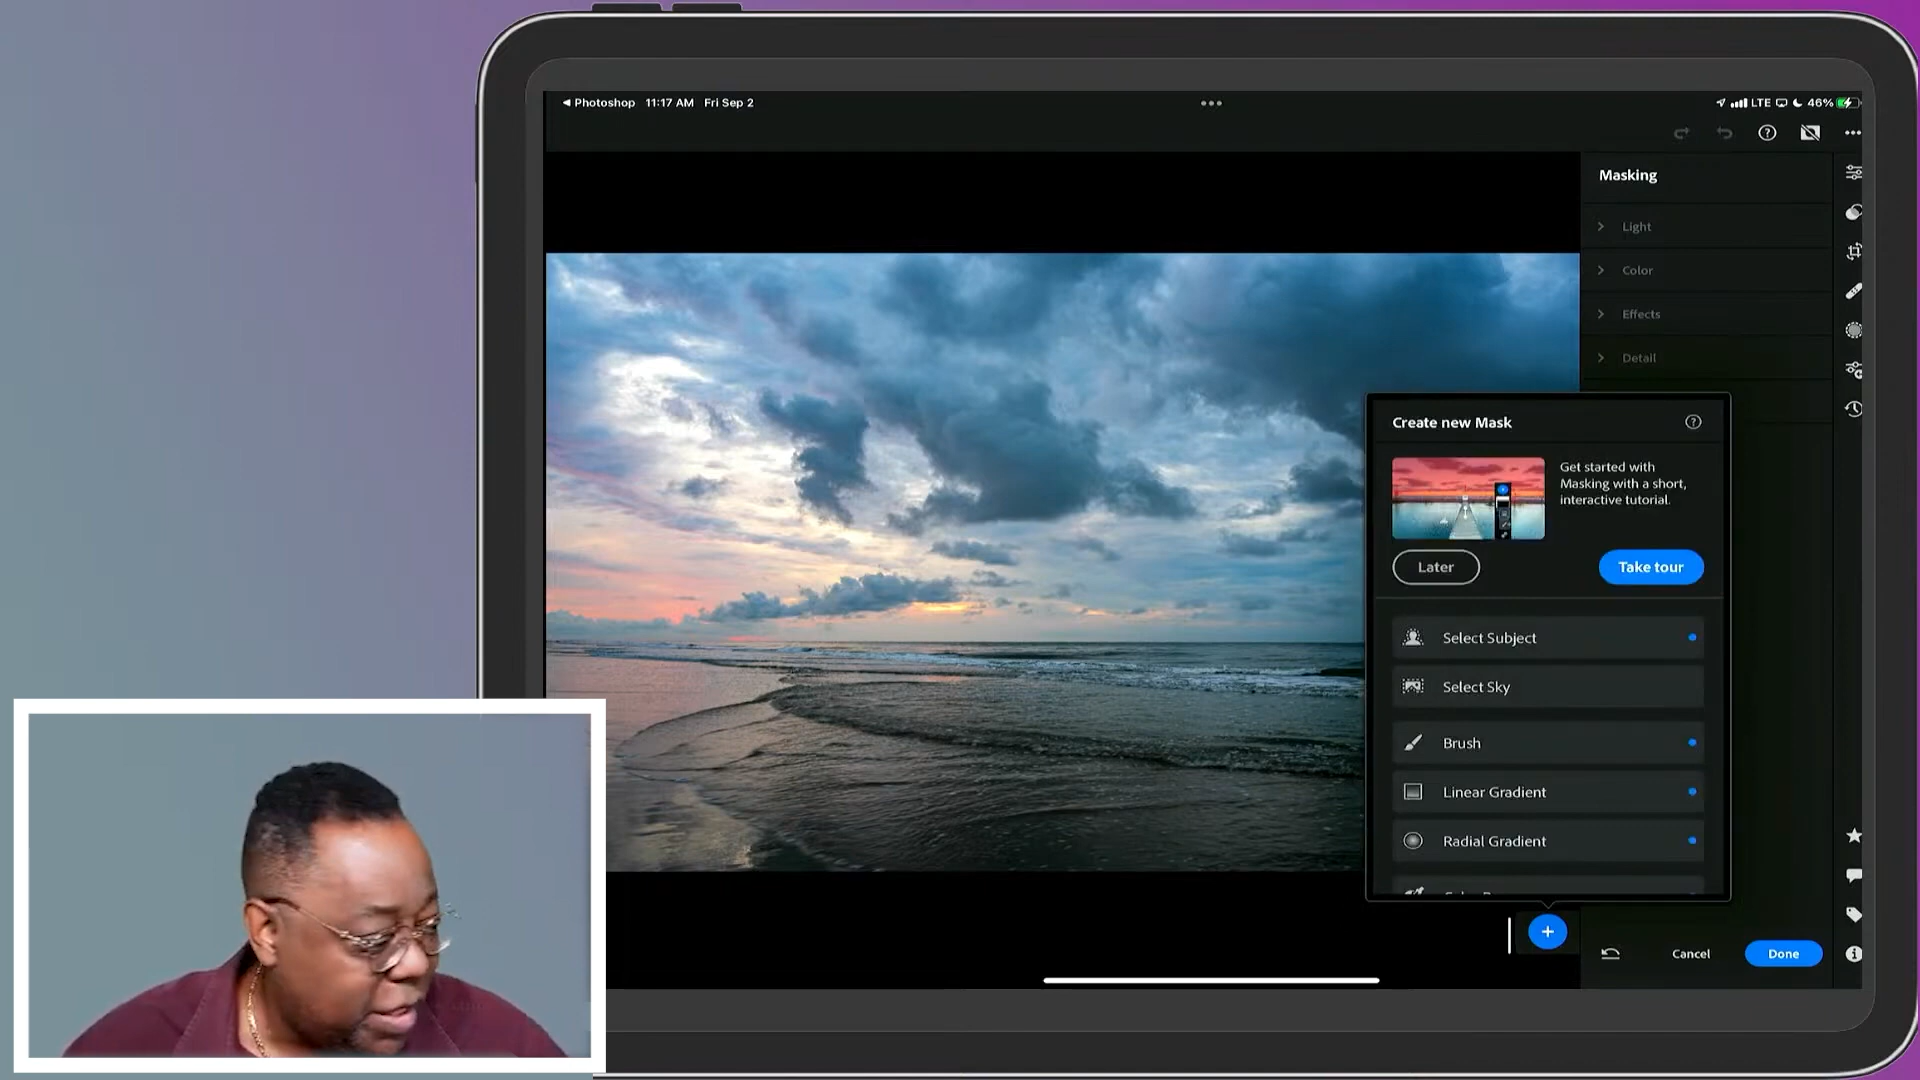 ◀ Photoshop 11:17 AM Fri Sep 2
LTE 46%
Masking
Light
Color
Effects
Detail
Create new Mask
Get started with
Masking with a short,
interactive tutorial.
Later
Take tour
Select Subject
Select Sky
Brush
Linear Gradient
Radial Gradient
Cancel
Done